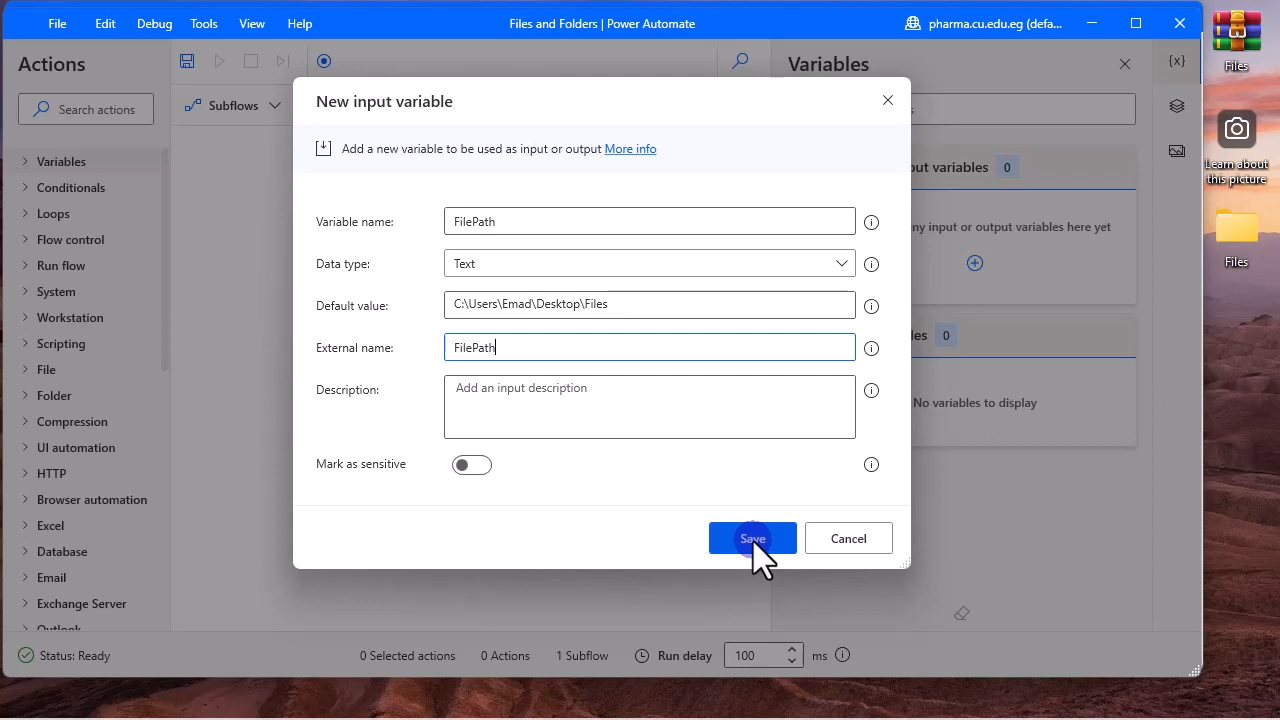 File Edit Debug Tools View Help
Files and Folders | Power Automate
pharma.cu.edu.eg (defa...
Files
Learn about
this picture
Files
Actions
Search actions
Subflows
Variables
{x}
Variables
Conditionals
Loops
Flow control
Run flow
System
Workstation
Scripting
File
Folder
Compression
UI automation
HTTP
Browser automation
Excel
Database
Email
Exchange Server
Outlook
New input variable
Add a new variable to be used as input or output More info
Variable name: FilePath
Data type: Text
Default value: C:\Users\Emad\Desktop\Files
External name: FilePath
Description: Add an input description
Mark as sensitive
Save Cancel
variables 0
any input or output variables here yet
0
No variables to display
Status: Ready 0 Selected actions 0 Actions 1 Subflow Run delay 100 ms